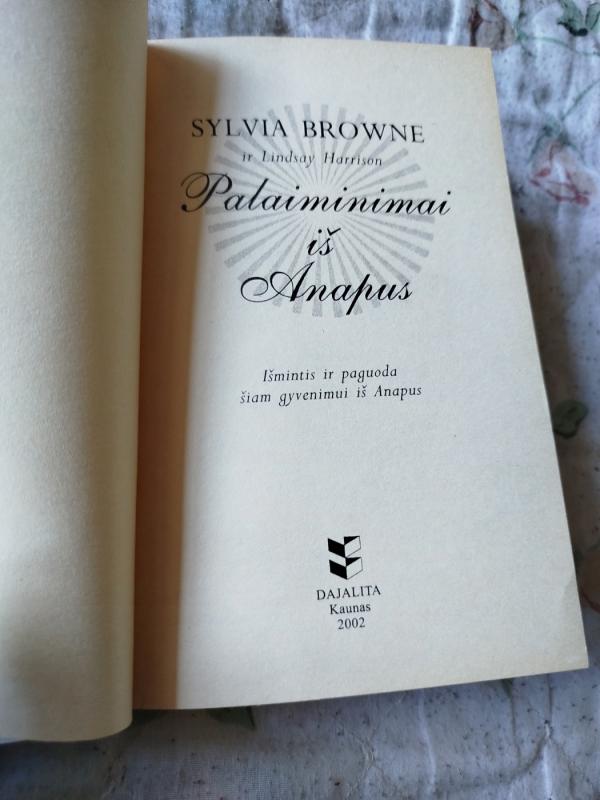 SYLVIA BROWNE
ir Lindsay Harrison
Palaiminimai
iš
Anapus
Išmintis ir paguoda
šiam gyvenimui iš Anapus
DAJALITA
Kaunas
2002